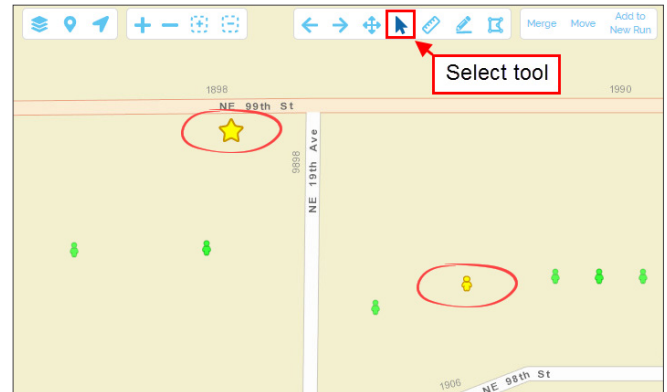 Merge Move Add to
New Run
Select tool
1898
1990
NE 99th St
9898
NE 19th Ave
1906
NE 98th St